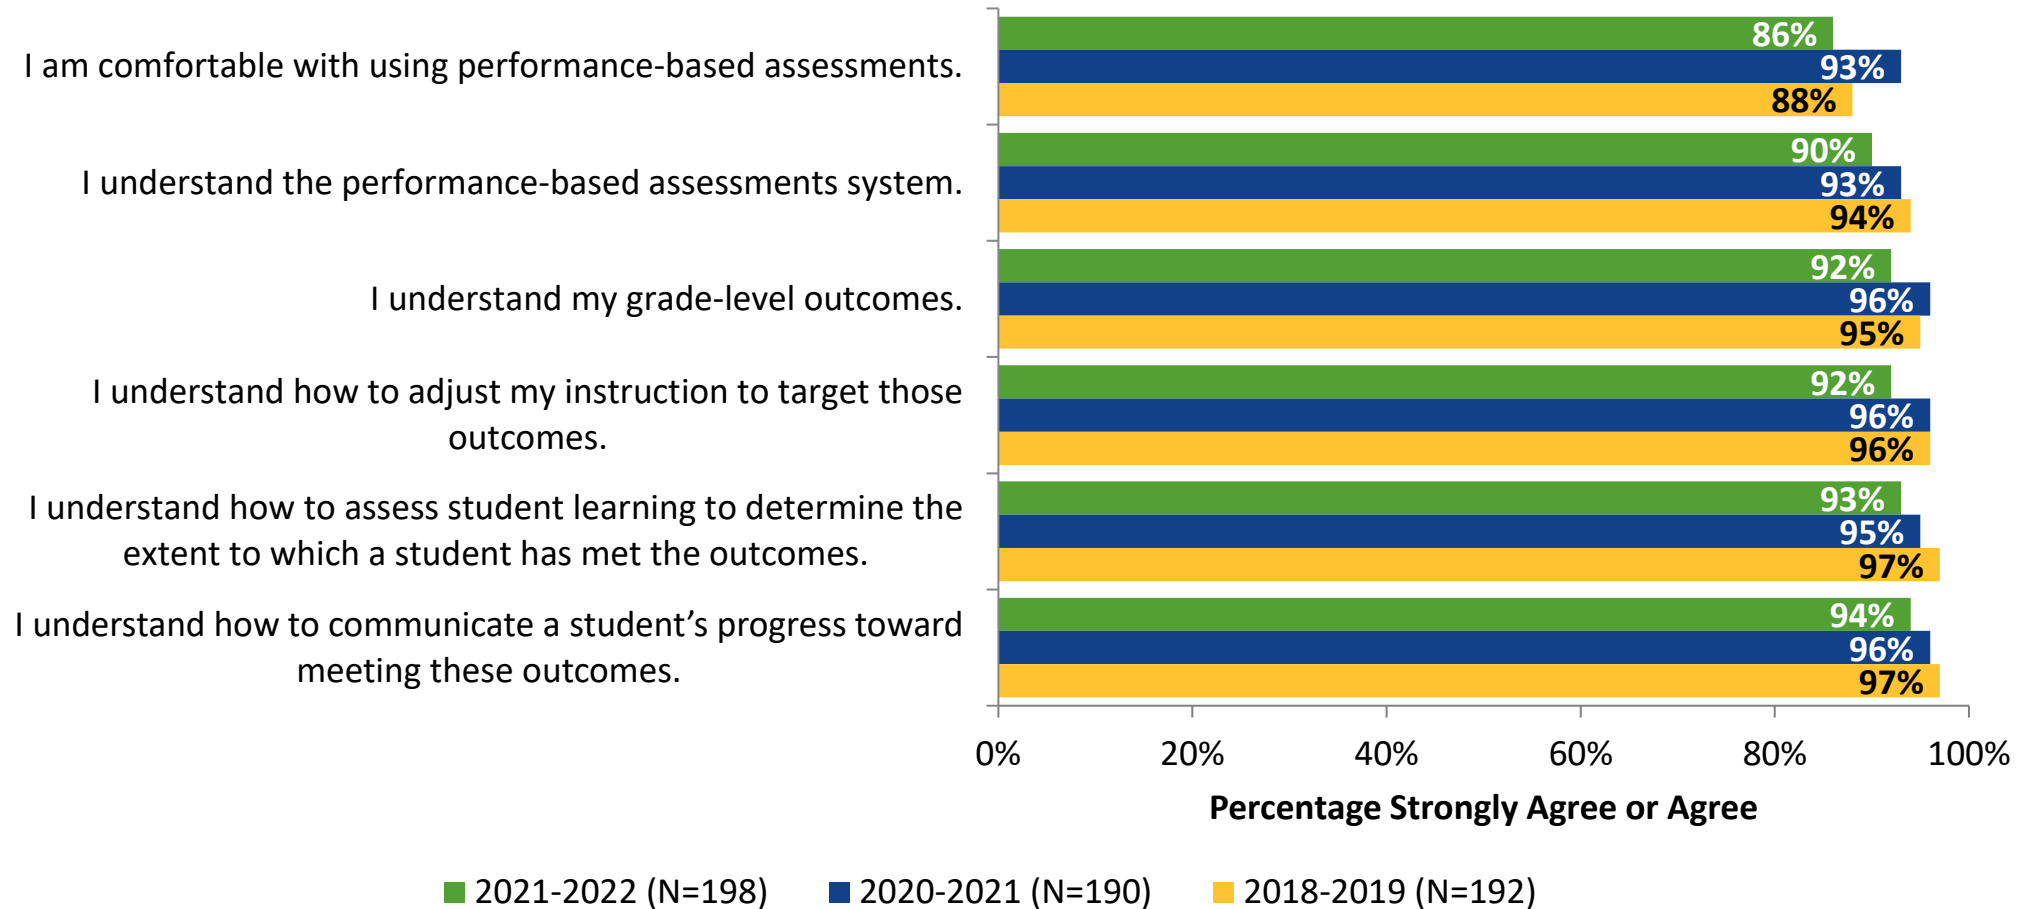 I am comfortable with using performance-based assessments.
86%
93%
88%
I understand the performance-based assessments system.
90%
93%
94%
I understand my grade-level outcomes.
92%
96%
95%
I understand how to adjust my instruction to target those
outcomes.
92%
96%
96%
I understand how to assess student learning to determine the
extent to which a student has met the outcomes.
93%
95%
97%
I understand how to communicate a student’s progress toward
meeting these outcomes.
94%
96%
97%
0% 20% 40% 60% 80% 100%
Percentage Strongly Agree or Agree
2021-2022 (N=198) 2020-2021 (N=190) 2018-2019 (N=192)